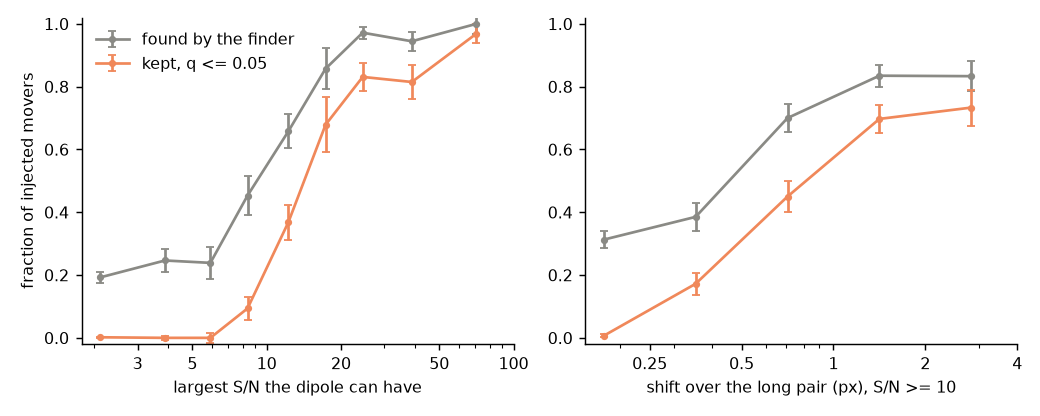 found by the finder
kept, q <= 0.05
fraction of injected movers
1.0
0.8
0.6
0.4
0.2
0.0
3 5 10 20 50 100
largest S/N the dipole can have
1.0
0.8
0.6
0.4
0.2
0.0
0.25 0.5 1 2 4
shift over the long pair (px), S/N >= 10